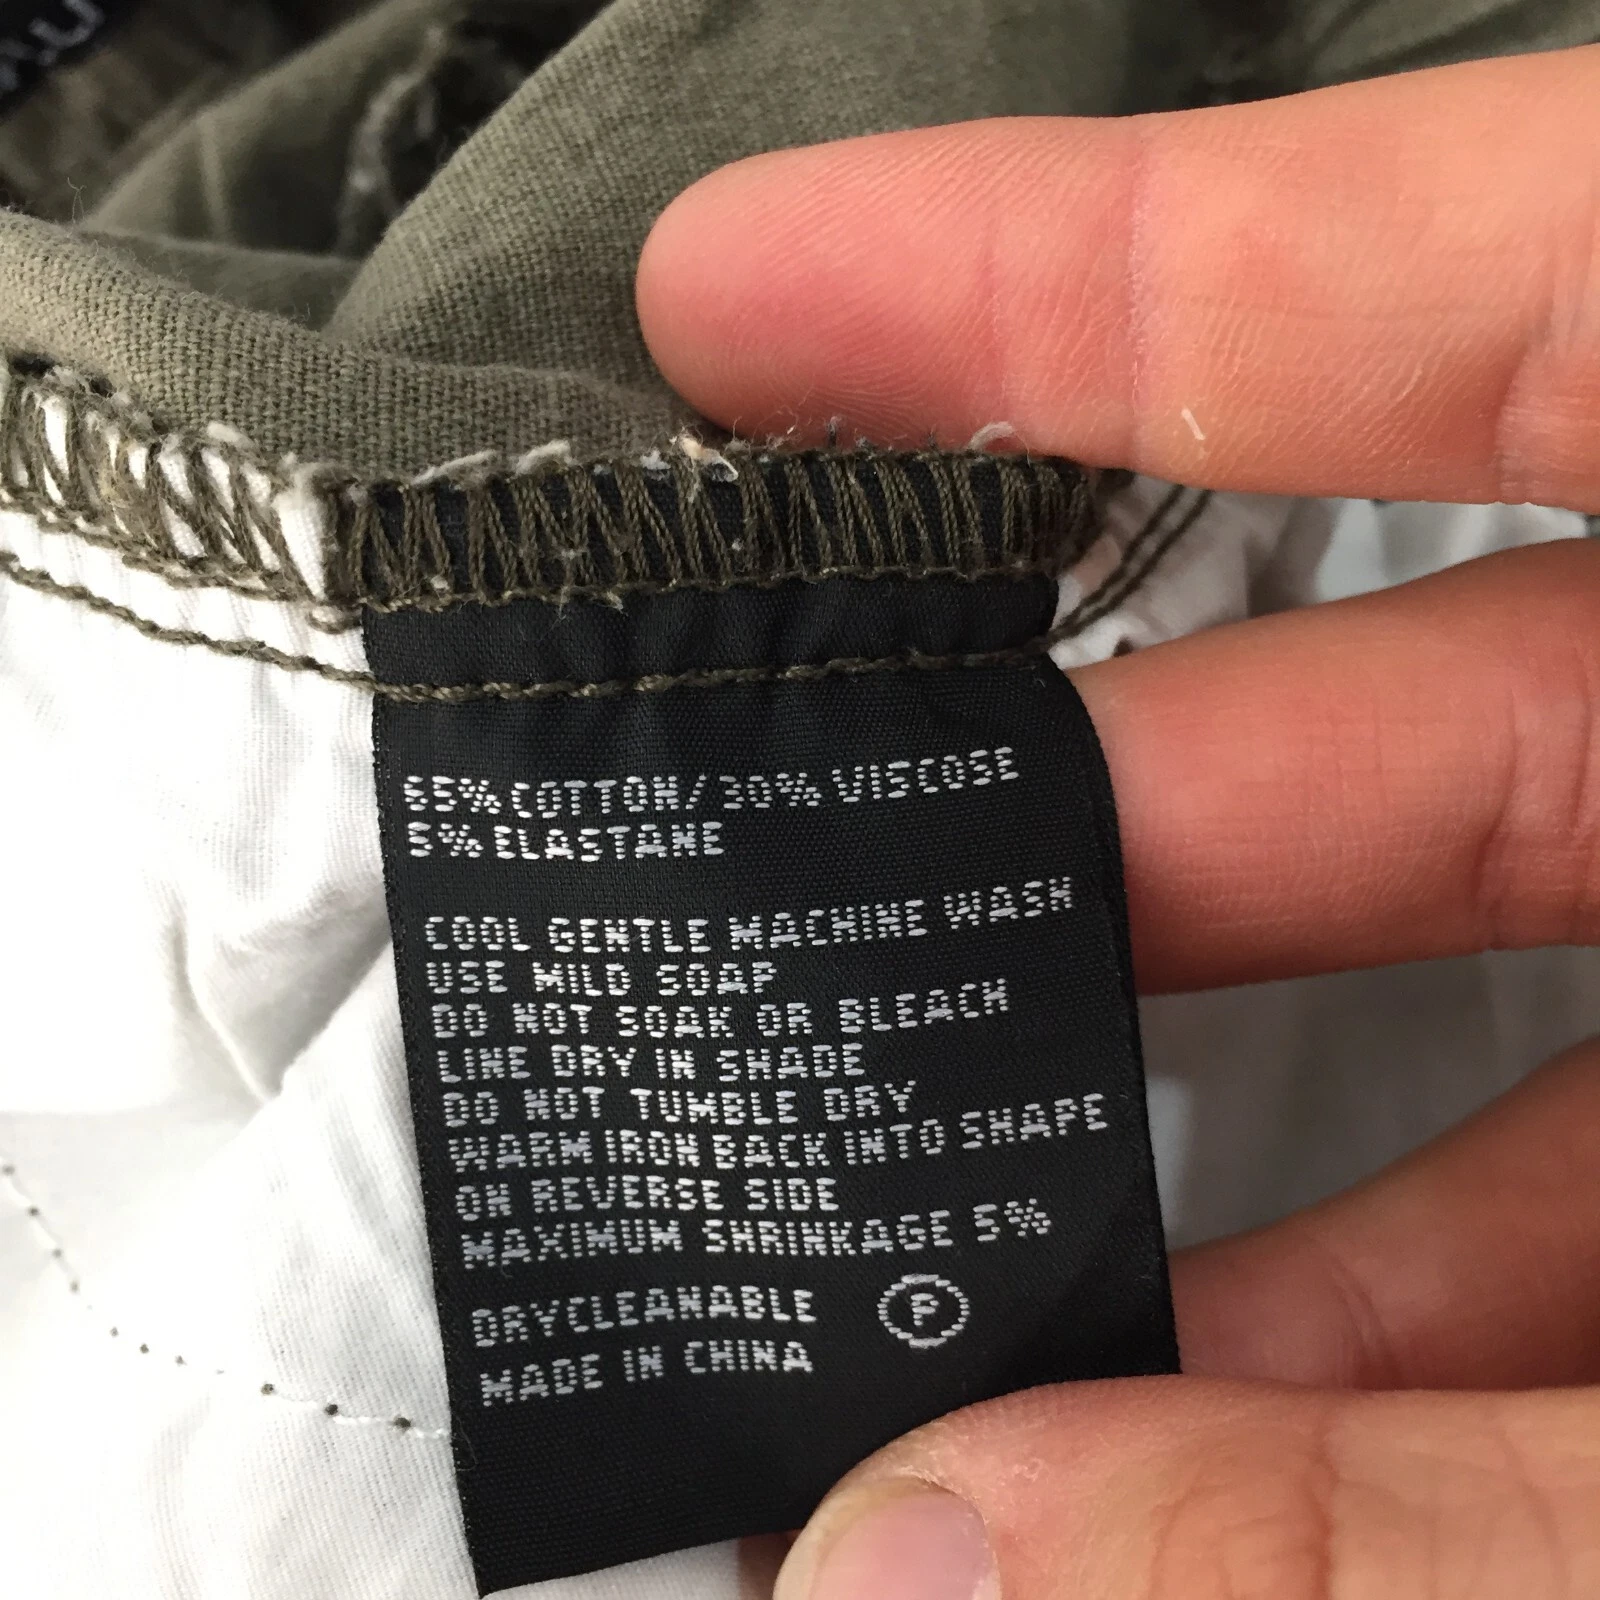 65% COTTON/30% VISCOSE
5% ELASTANE
COOL GENTLE MACHINE WASH
USE MILD SOAP
DO NOT SOAK OR BLEACH
LINE DRY IN SHADE
DO NOT TUMBLE DRY
WARM IRON BACK INTO SHAPE
ON REVERSE SIDE
MAXIMUM SHRINKAGE 5%
DRYCLEANABLE P
MADE IN CHINA